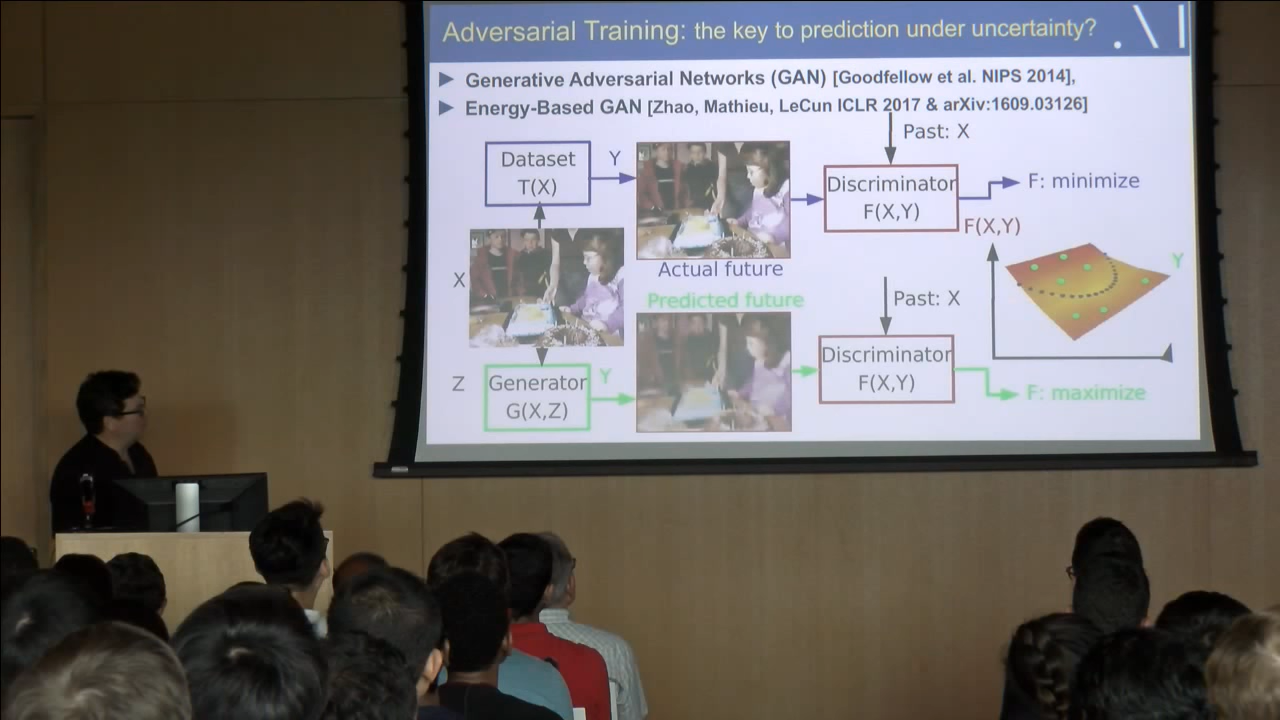 Adversarial Training: the key to prediction under uncertainty?
Generative Adversarial Networks (GAN) [Goodfellow et al. NIPS 2014],
Energy-Based GAN [Zhao, Mathieu, LeCun ICLR 2017 & arXiv:1609.03126]
Past: X
Dataset
T(X)
Y
Discriminator
F(X,Y)
F: minimize
F(X,Y)
Y
X
Actual future
Predicted future
Past: X
Discriminator
F(X,Y)
Z
Generator
G(X,Z)
Y
F: maximize